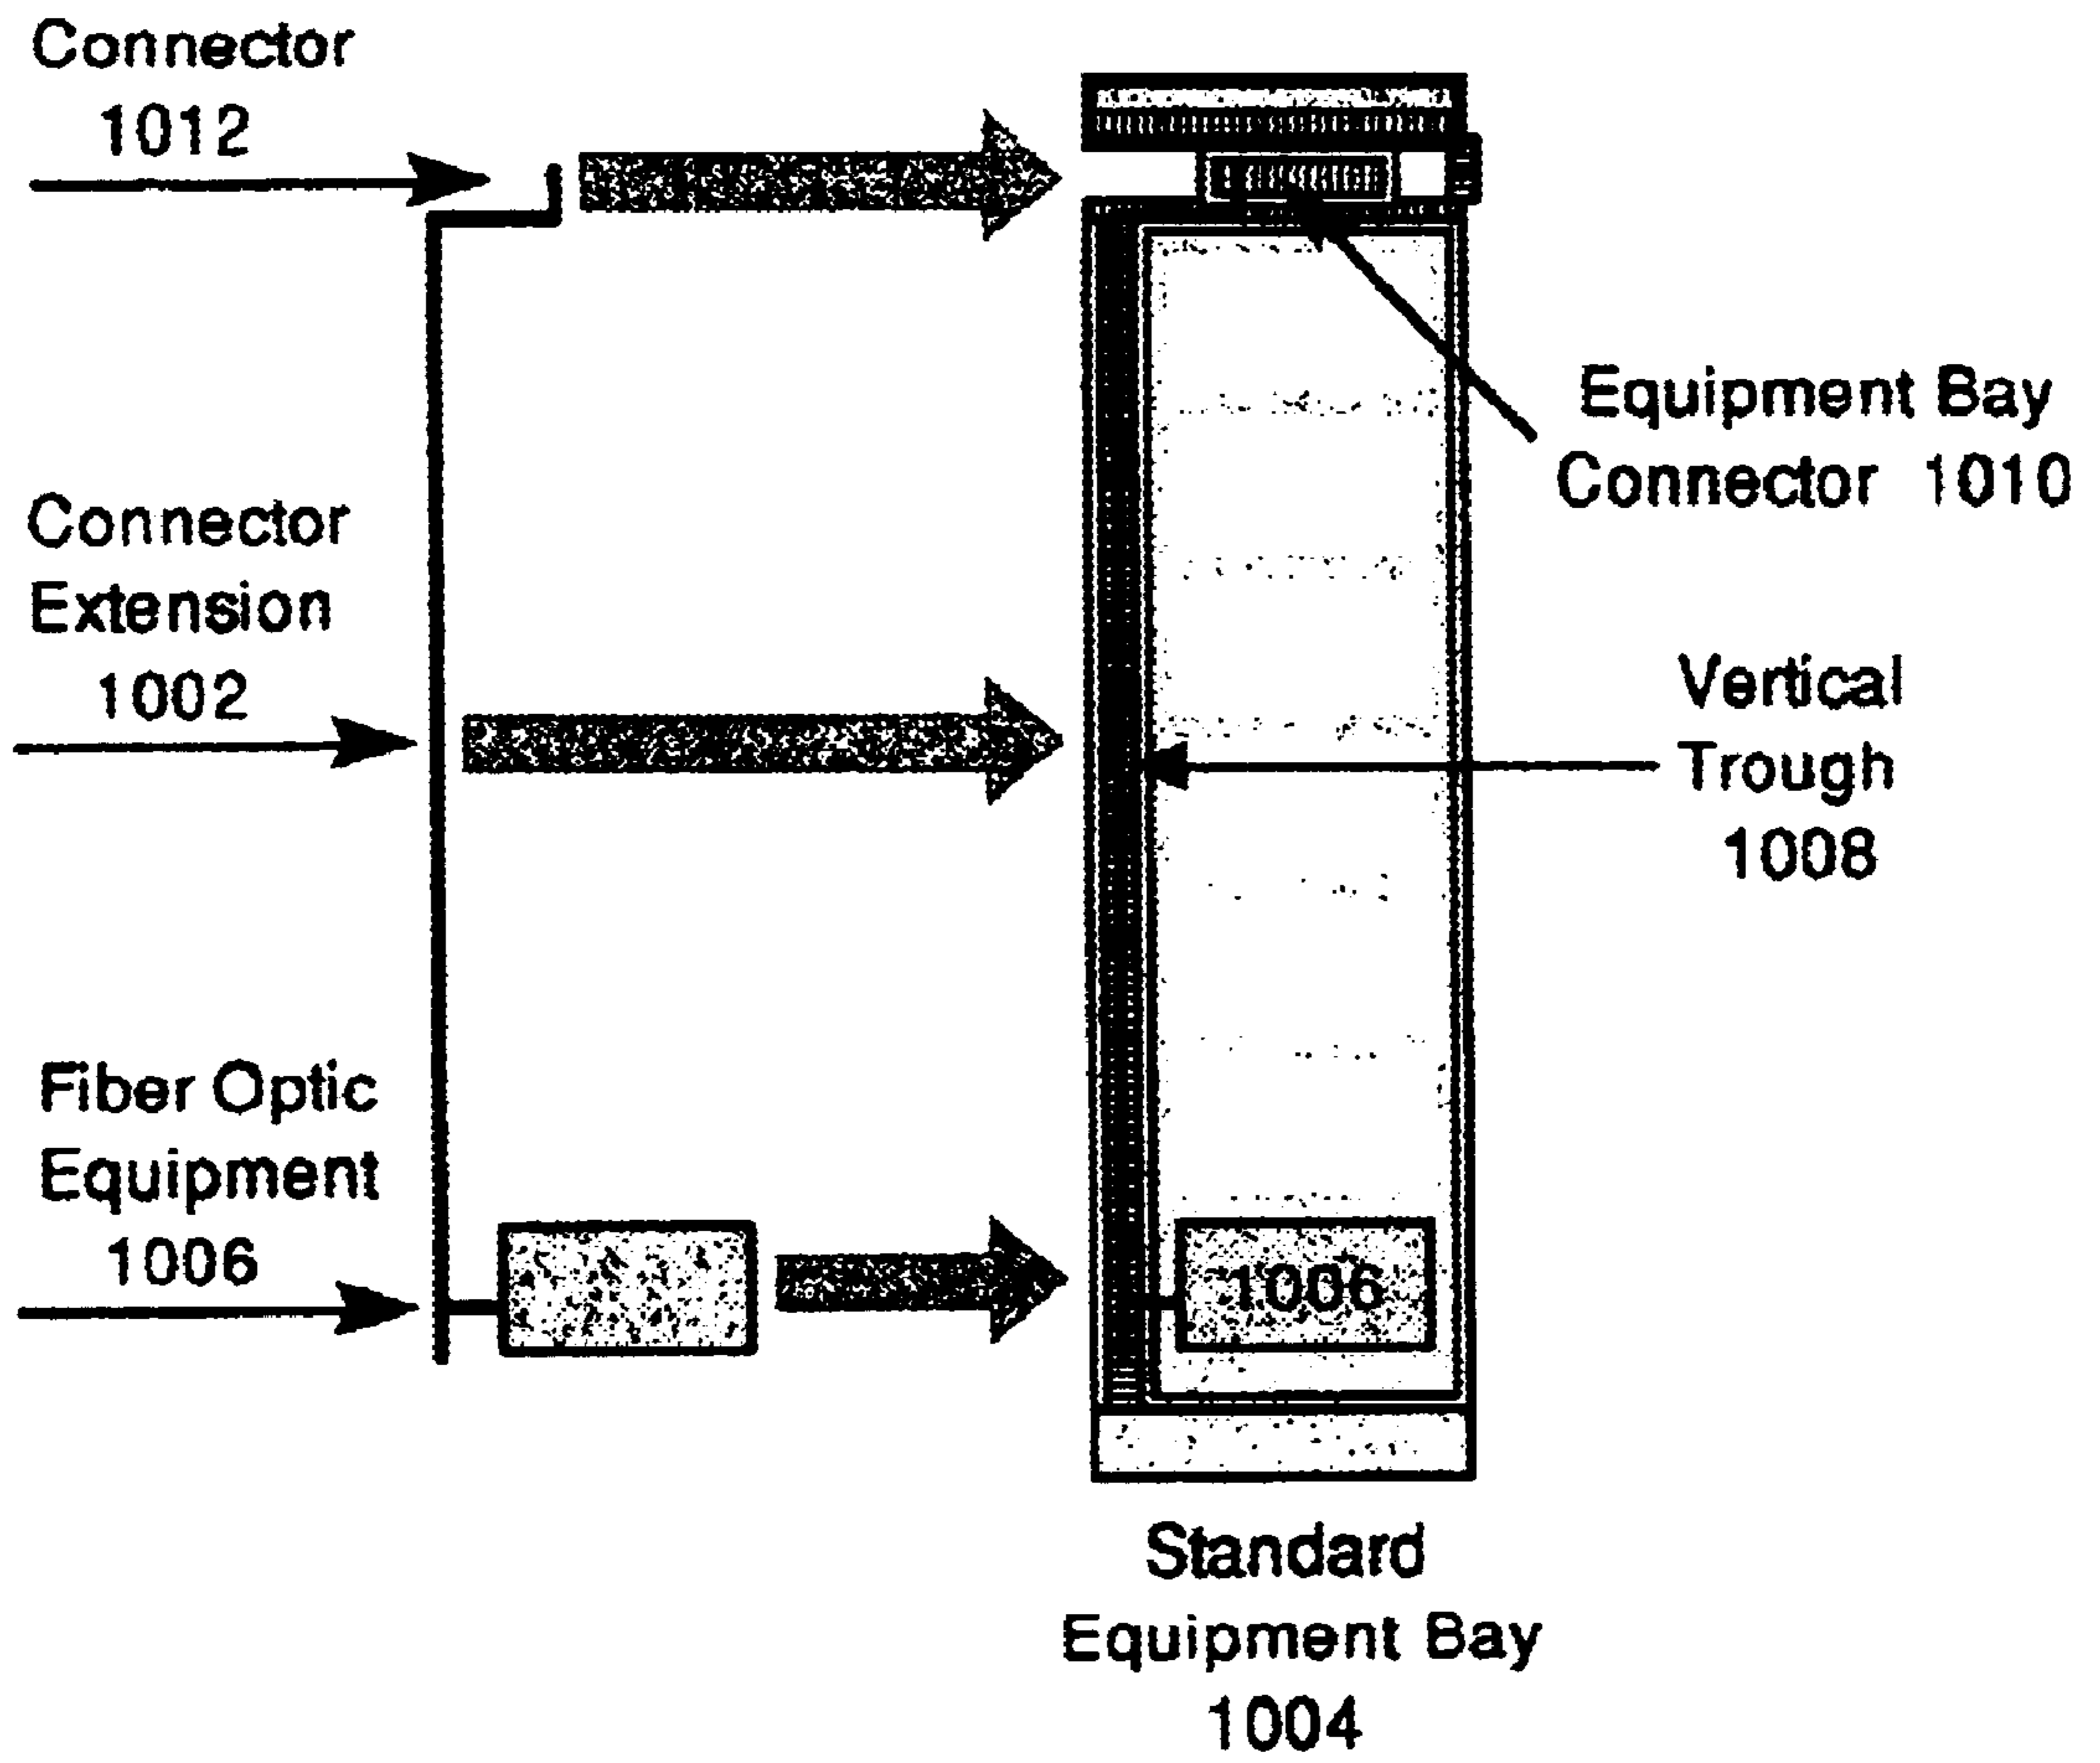 Connector
1012
Equipment Bay
Connector 1010
Connector
Extension
1002
Vertical
Trough
1008
Fiber Optic
Equipment
1006
1006
Standard
Equipment Bay
1004